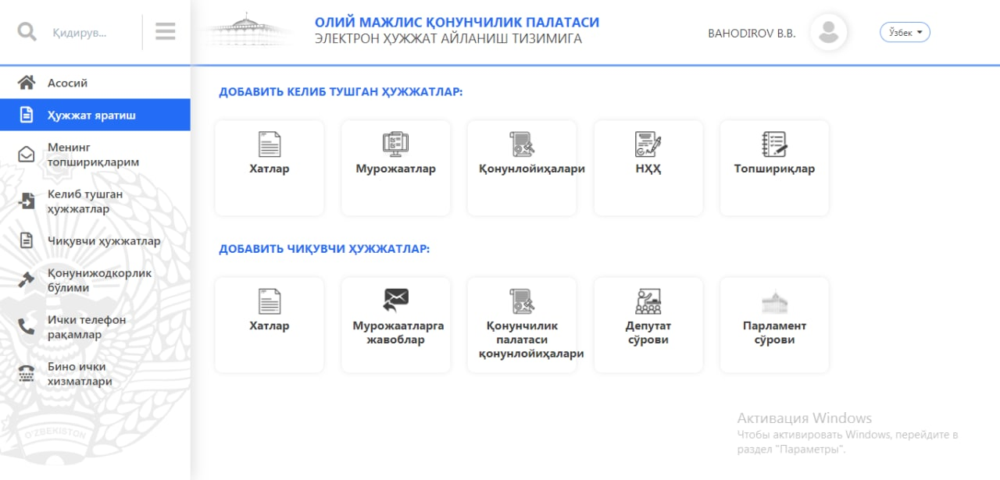 Қидирув...
ОЛИЙ МАЖЛИС ҚОНУНЧИЛИК ПАЛАТАСИ
ЭЛЕКТРОН ҲУЖЖАТ АЙЛАНИШ ТИЗИМИГА
BAHODIROV B.B.
Ўзбек
Асосий
Ҳужжат яратиш
Менинг
топшириқларим
Келиб тушган
ҳужжатлар
Чиқувчи ҳужжатлар
Қонунижодкорлик
бўлими
Ички телефон
рақамлар
Бино ички
хизматлари
O'ZBEKISTON
ДОБАВИТЬ КЕЛИБ ТУШГАН ҲУЖЖАТЛАР:
Хатлар
Мурожаатлар
Қонунлойиҳалари
НҲҲ
Топшириқлар
ДОБАВИТЬ ЧИҚУВЧИ ҲУЖЖАТЛАР:
Хатлар
Мурожаатларга
жавоблар
Қонунчилик
палатаси
қонунлойиҳалари
Депутат
сўрови
Парламент
сўрови
Активация Windows
Чтобы активировать Windows, перейдите в
раздел "Параметры".